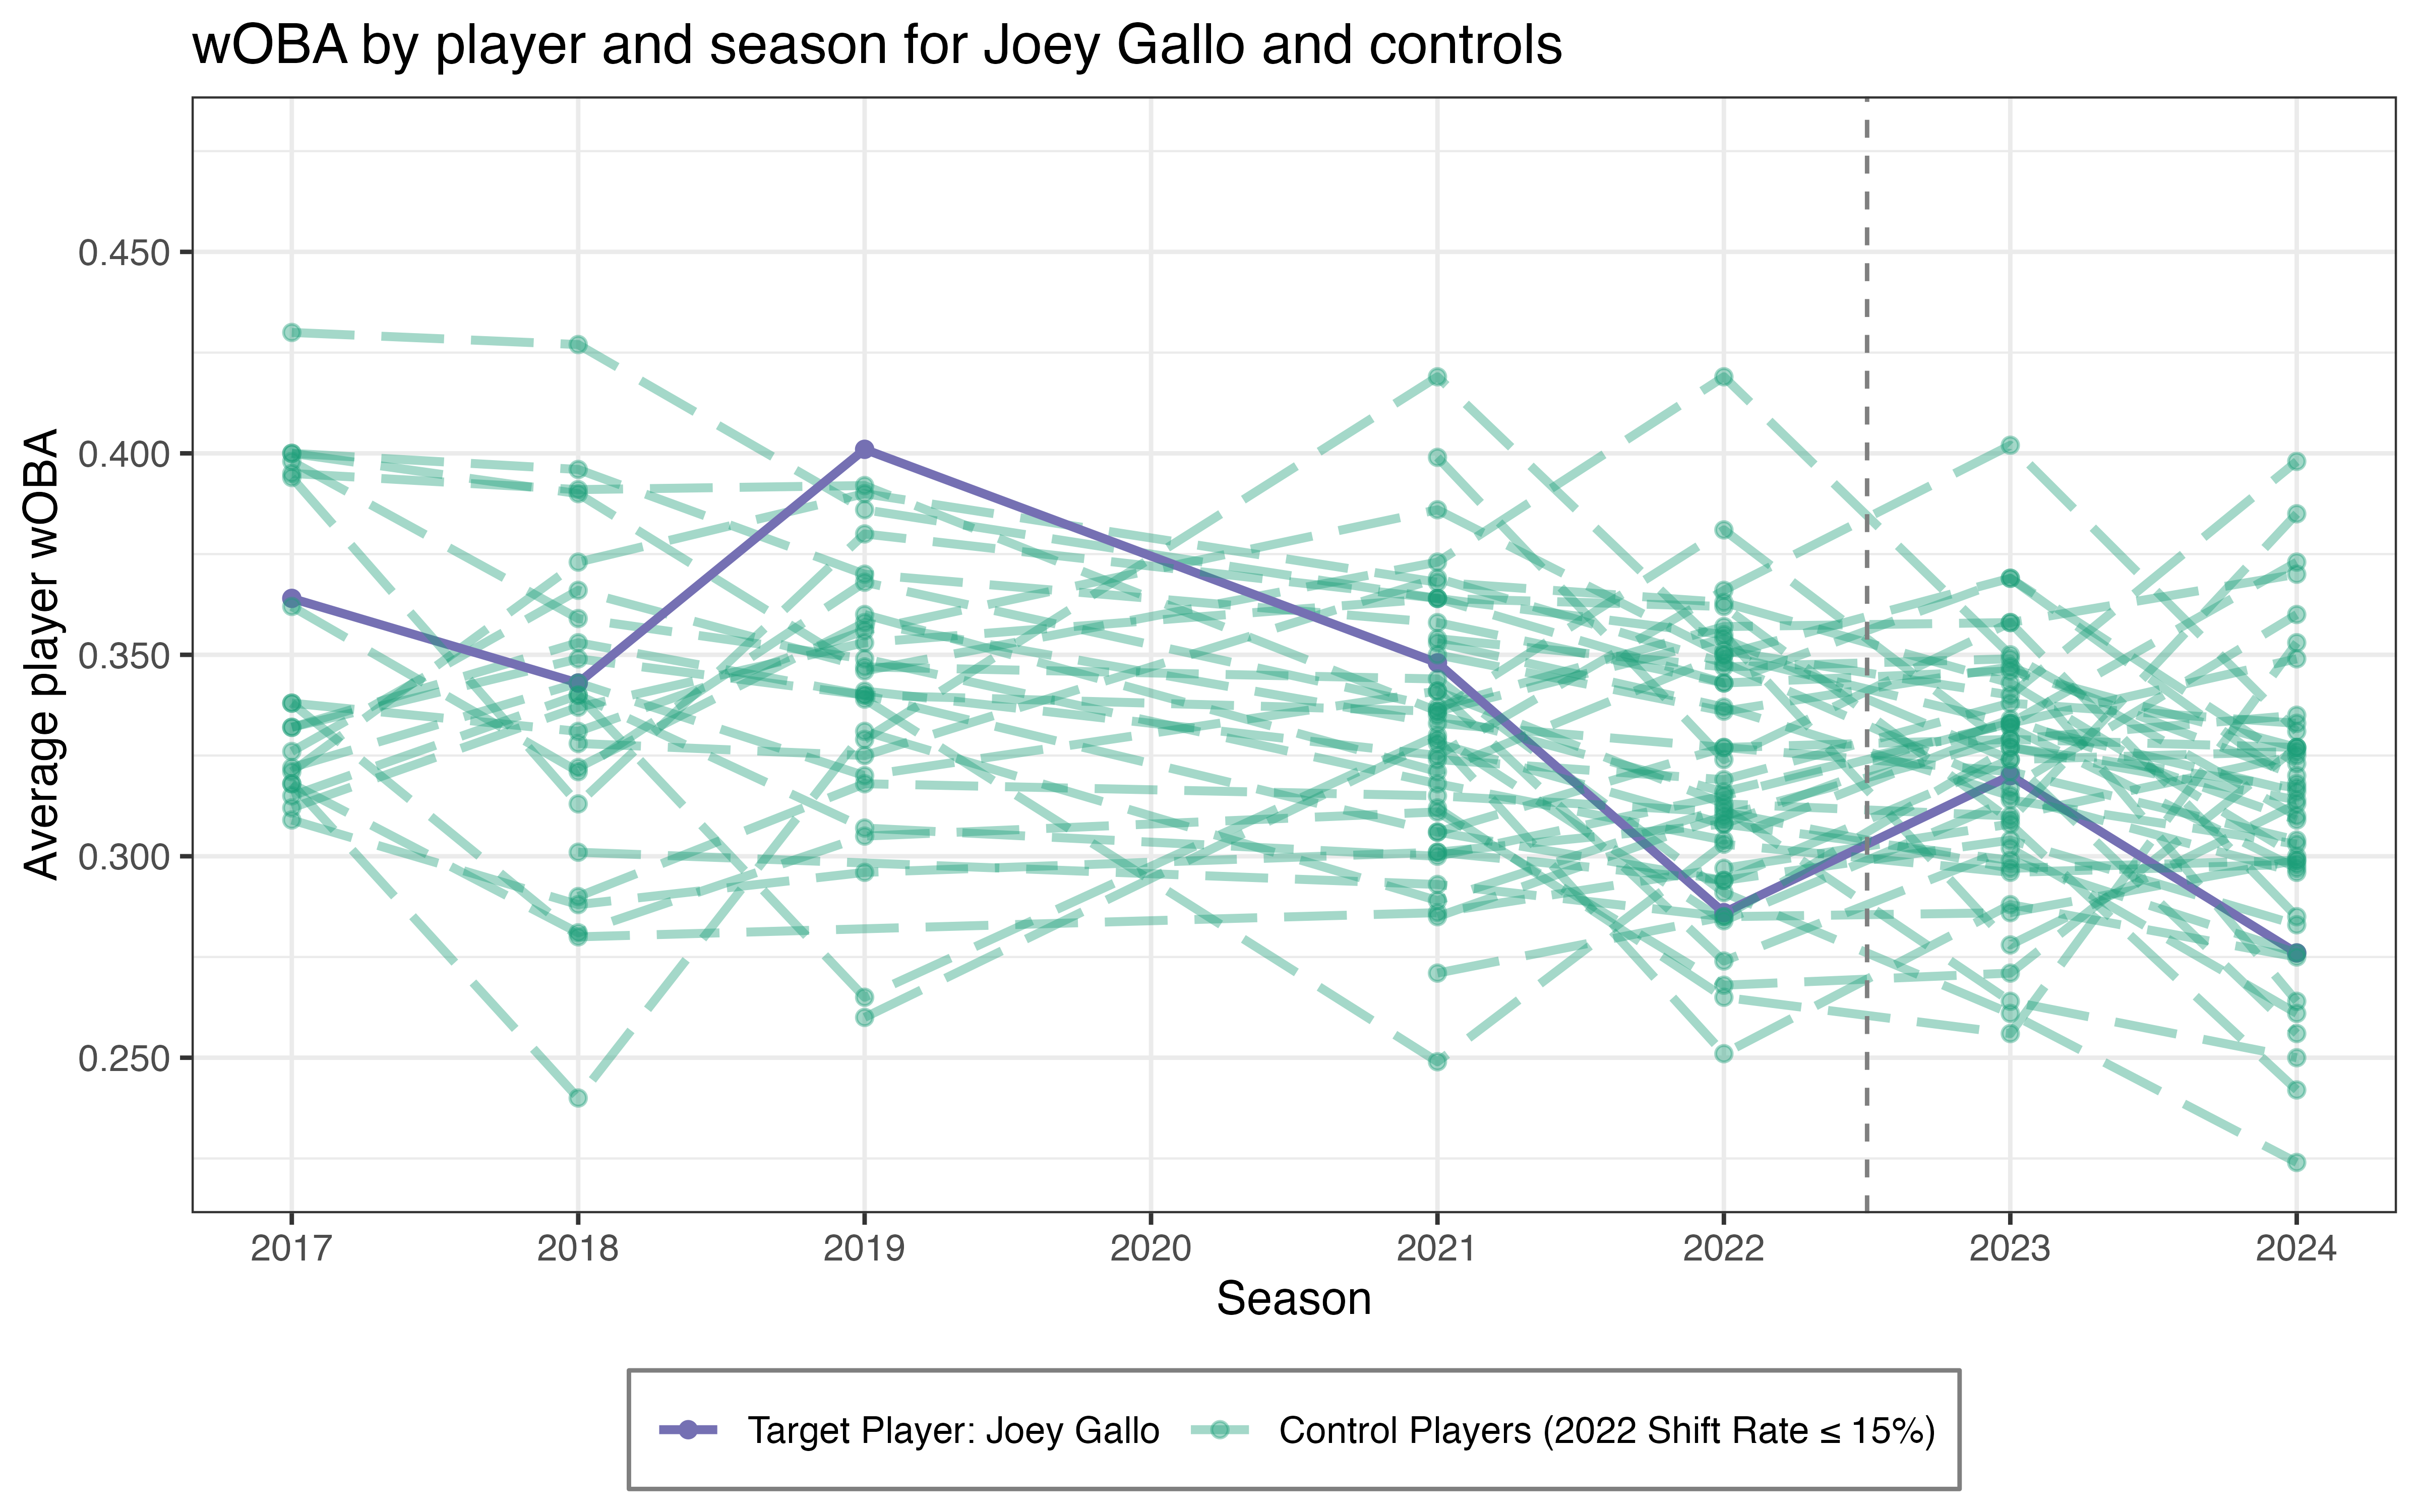 wOBA by player and season for Joey Gallo and controls
Average player wOBA
0.450
0.400
0.350
0.300
0.250
2017 2018 2019 2020 2021 2022 2023 2024
Season
Target Player: Joey Gallo Control Players (2022 Shift Rate ≤ 15%)